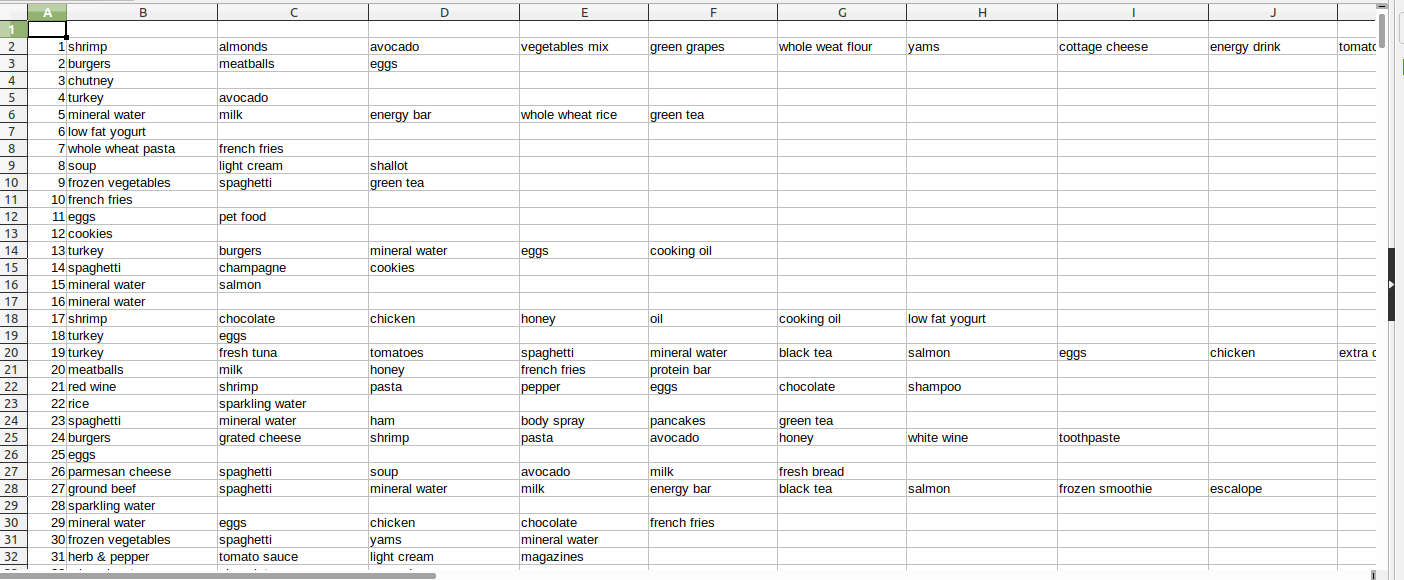 A B C D E F G H I J
1
2 1 shrimp almonds avocado vegetables mix green grapes whole weat flour yams cottage cheese energy drink
3 2 burgers meatballs eggs
4 3 chutney
5 4 turkey avocado
6 5 mineral water milk energy bar whole wheat rice green tea
7 6 low fat yogurt
8 7 whole wheat pasta french fries
9 8 soup light cream shallot
10 9 frozen vegetables spaghetti green tea
11 10 french fries
12 11 eggs pet food
13 12 cookies
14 13 turkey burgers mineral water eggs cooking oil
15 14 spaghetti champagne cookies
16 15 mineral water salmon
17 16 mineral water
18 17 shrimp chocolate chicken honey oil cooking oil low fat yogurt
19 18 turkey eggs
20 19 turkey fresh tuna tomatoes spaghetti mineral water black tea salmon eggs chicken extra
21 20 meatballs milk honey french fries protein bar
22 21 red wine shrimp pasta pepper eggs chocolate shampoo
23 22 rice sparkling water
24 23 spaghetti mineral water ham body spray pancakes green tea
25 24 burgers grated cheese shrimp pasta avocado honey white wine toothpaste
26 25 eggs
27 26 parmesan cheese spaghetti soup avocado milk fresh bread
28 27 ground beef spaghetti mineral water milk energy bar black tea salmon frozen smoothie escalope
29 28 sparkling water
30 29 mineral water eggs chicken chocolate french fries
31 30 frozen vegetables spaghetti yams mineral water
32 31 herb & pepper tomato sauce light cream magazines